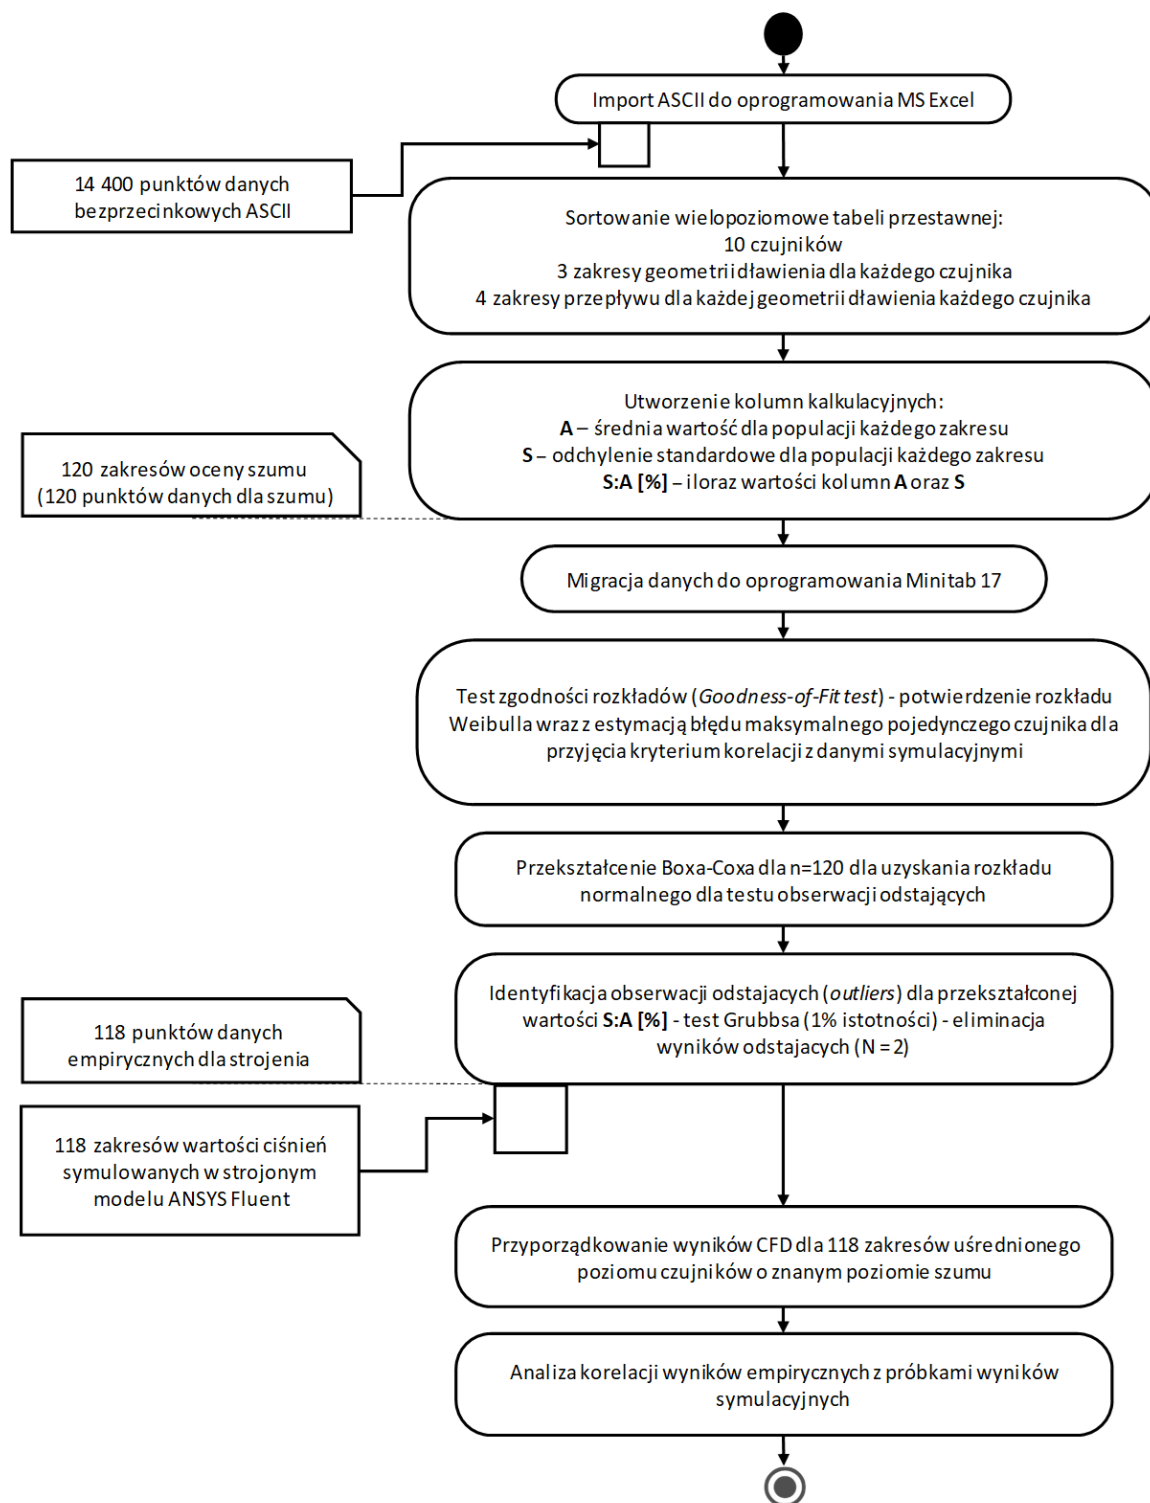 Import ASCII do oprogramowania MS Excel
14 400 punktów danych
bezprzecinkowych ASCII
Sortowanie wielopoziomowe tabeli przestawnej:
10 czujników
3 zakresy geometrii dławienia dla każdego czujnika
4 zakresy przepływu dla każdej geometrii dławienia każdego czujnika
Utworzenie kolumn kalkulacyjnych:
A – średnia wartość dla populacji każdego zakresu
S – odchylenie standardowe dla populacji każdego zakresu
S:A [%] – iloraz wartości kolumn A oraz S
120 zakresów oceny szumu
(120 punktów danych dla szumu)
Migracja danych do oprogramowania Minitab 17
Test zgodności rozkładów (Goodness-of-Fit test) - potwierdzenie rozkładu
Weibulla wraz z estymacją błędu maksymalnego pojedynczego czujnika dla
przyjęcia kryterium korelacji z danymi symulacyjnymi
Przekształcenie Boxa-Coxa dla n=120 dla uzyskania rozkładu
normalnego dla testu obserwacji odstających
Identyfikacja obserwacji odstajacych (outliers) dla przekształconej
wartości S:A [%] - test Grubbsa (1% istotności) - eliminacja
wyników odstajacych (N = 2)
118 punktów danych
empirycznych dla strojenia
118 zakresów wartości ciśnień
symulowanych w strojonym
modelu ANSYS Fluent
Przyporządkowanie wyników CFD dla 118 zakresów uśrednionego
poziomu czujników o znanym poziomie szumu
Analiza korelacji wyników empirycznych z próbkami wyników
symulacyjnych